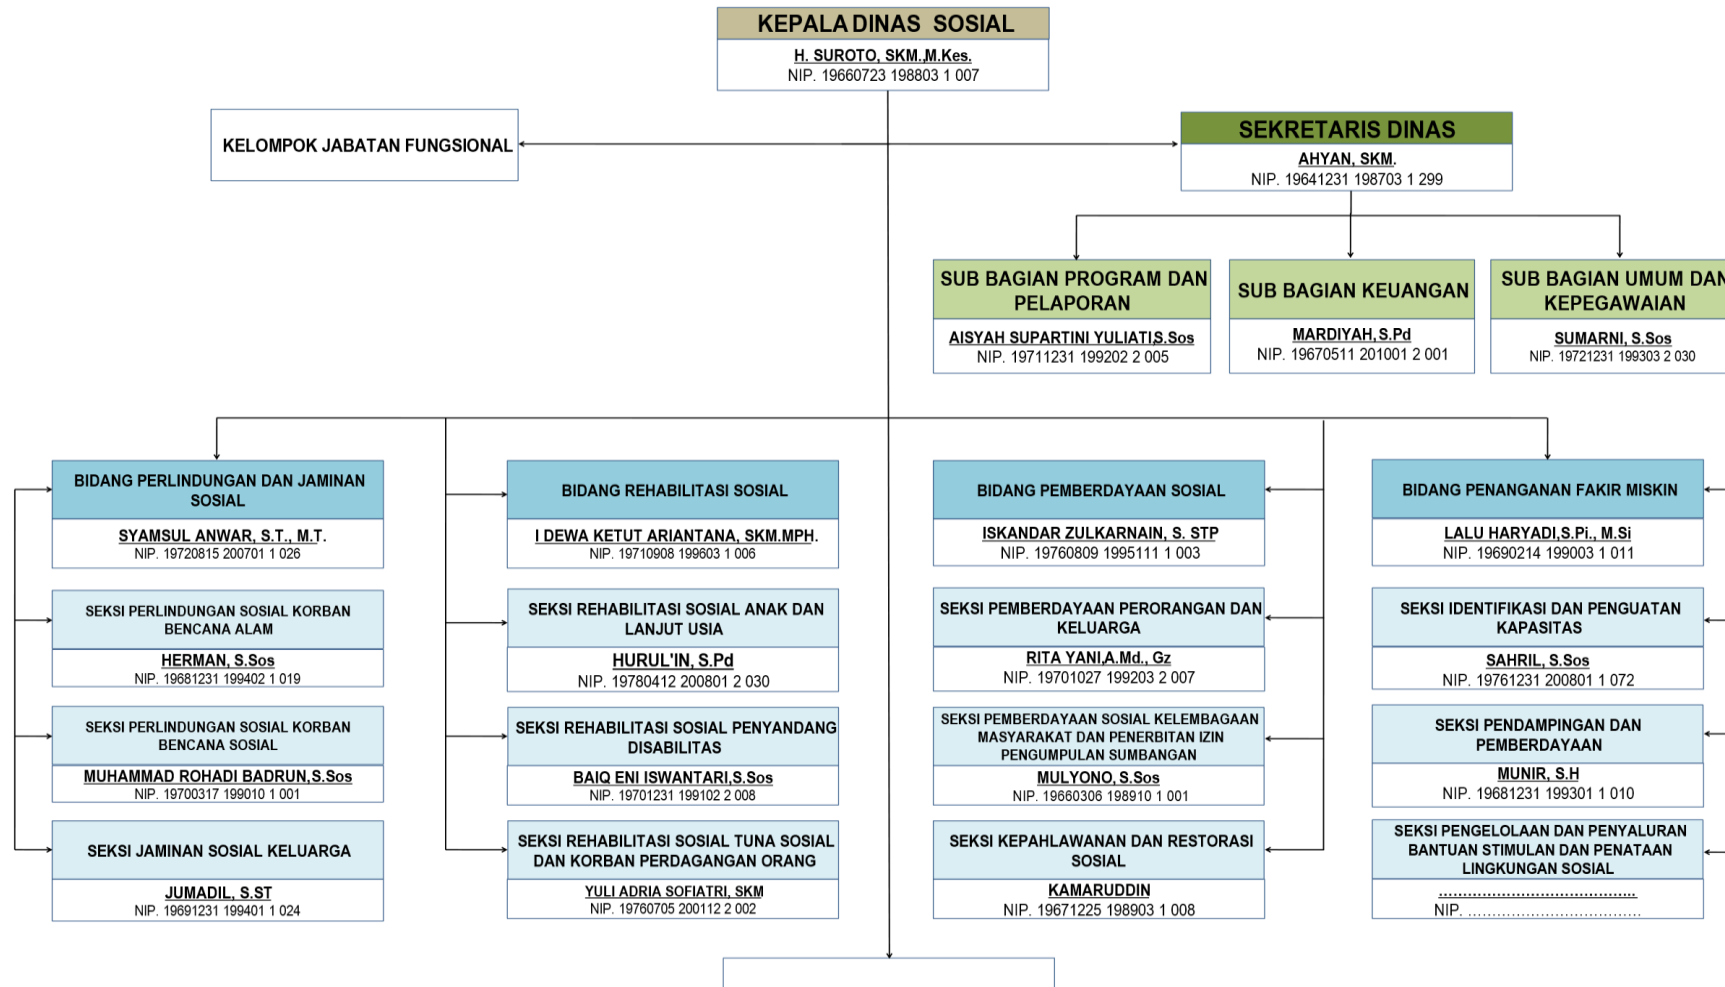 KEPALA DINAS SOSIAL
H. SUROTO, SKM.,M.Kes.
NIP. 19660723 198803 1 007
KELOMPOK JABATAN FUNGSIONAL
SEKRETARIS DINAS
AHYAN, SKM.
NIP. 19641231 198703 1 299
SUB BAGIAN PROGRAM DAN
PELAPORAN
AISYAH SUPARTINI YULIATI,S.Sos
NIP. 19711231 199202 2 005
SUB BAGIAN KEUANGAN
MARDIYAH,S.Pd
NIP. 19670511 201001 2 001
SUB BAGIAN UMUM DAN
KEPEGAWAIAN
SUMARNI, S.Sos
NIP. 19721231 199303 2 030
BIDANG PERLINDUNGAN DAN JAMINAN
SOSIAL
SYAMSUL ANWAR, S.T., M.T.
NIP. 19720815 200701 1 026
SEKSI PERLINDUNGAN SOSIAL KORBAN
BENCANA ALAM
HERMAN, S.Sos
NIP. 19681231 199402 1 019
SEKSI PERLINDUNGAN SOSIAL KORBAN
BENCANA SOSIAL
MUHAMMAD ROHADI BADRUN,S.Sos
NIP. 19700317 199010 1 001
SEKSI JAMINAN SOSIAL KELUARGA
JUMADIL, S.ST
NIP. 19691231 199401 1 024
BIDANG REHABILITASI SOSIAL
I DEWA KETUT ARIANTANA, SKM.MPH.
NIP. 19710908 199603 1 006
SEKSI REHABILITASI SOSIAL ANAK DAN
LANJUT USIA
HURUL'IN, S.Pd
NIP. 19780412 200801 2 030
SEKSI REHABILITASI SOSIAL PENYANDANG
DISABILITAS
BAIQ ENI ISWANTARI,S.Sos
NIP. 19701231 199102 2 008
SEKSI REHABILITASI SOSIAL TUNA SOSIAL
DAN KORBAN PERDAGANGAN ORANG
YULI ADRIA SOFIATRI, SKM
NIP. 19760705 200112 2 002
BIDANG PEMBERDAYAAN SOSIAL
ISKANDAR ZULKARNAIN, S. STP
NIP. 19760809 1995111 1 003
SEKSI PEMBERDAYAAN PERORANGAN DAN
KELUARGA
RITA YANI,A.Md., Gz
NIP. 19701027 199203 2 007
SEKSI PEMBERDAYAAN SOSIAL KELEMBAGAAN
MASYARAKAT DAN PENERBITAN IZIN
PENGUMPULAN SUMBANGAN
MULYONO, S.Sos
NIP. 19660306 198910 1 001
SEKSI KEPAHLAWANAN DAN RESTORASI
SOSIAL
KAMARUDDIN
NIP. 19671225 198903 1 008
BIDANG PENANGANAN FAKIR MISKIN
LALU HARYADI,S.Pi., M.Si
NIP. 19690214 199003 1 011
SEKSI IDENTIFIKASI DAN PENGUATAN
KAPASITAS
SAHRIL, S.Sos
NIP. 19761231 200801 1 072
SEKSI PENDAMPINGAN DAN
PEMBERDAYAAN
MUNIR, S.H
NIP. 19681231 199301 1 010
SEKSI PENGELOLAAN DAN PENYALURAN
BANTUAN STIMULAN DAN PENATAAN
LINGKUNGAN SOSIAL
.......................................
NIP. ..................................